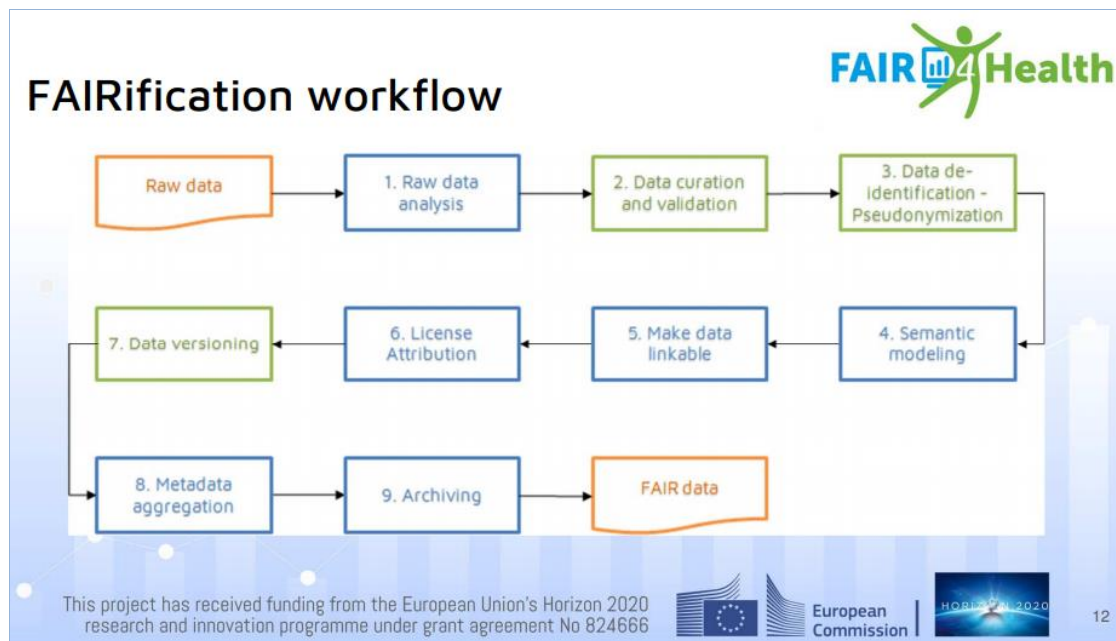 FAIRification workflow
FAIR 4 Health
Raw data
1. Raw data
analysis
2. Data curation
and validation
3. Data de-
identification -
Pseudonymization
7. Data versioning
6. License
Attribution
5. Make data
linkable
4. Semantic
modeling
8. Metadata
aggregation
9. Archiving
FAIR data
This project has received funding from the European Union's Horizon 2020
research and innovation programme under grant agreement No 824666
European
Commission
HORIZON 2020
12